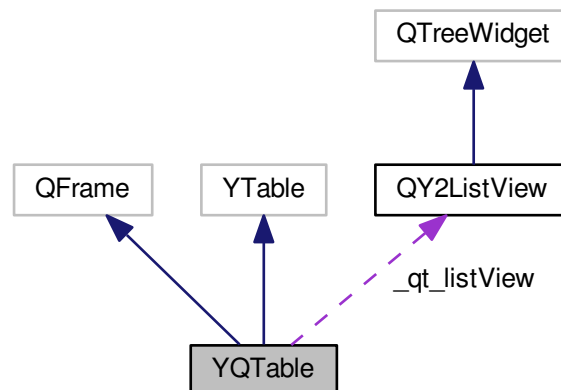 QTreeWidget
QFrame
YTable
QY2ListView
_qt_listView
YQTable